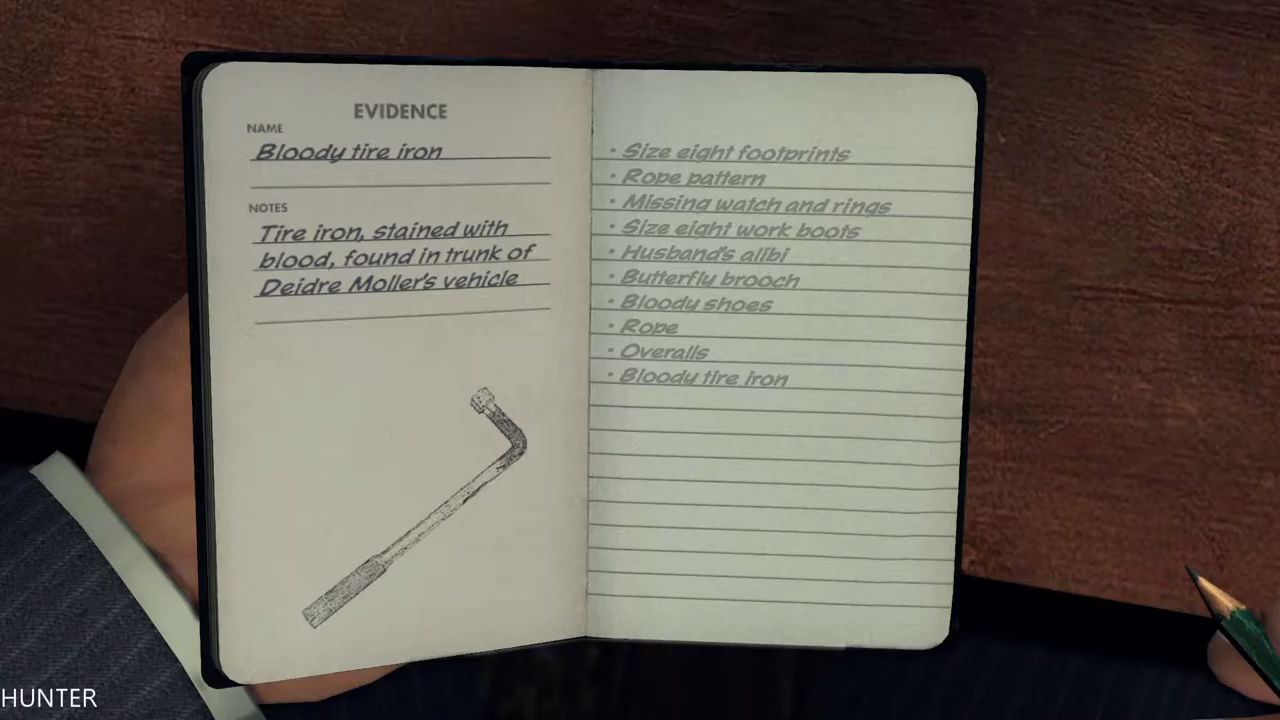 EVIDENCE
NAME
Bloody tire iron
NOTES
Tire iron, stained with
blood, found in trunk of
Deidre Moller's vehicle
• Size eight footprints
• Rope pattern
• Missing watch and rings
• Size eight work boots
• Husband's alibi
• Butterfly brooch
• Bloody shoes
• Rope
• Overalls
• Bloody tire iron
HUNTER